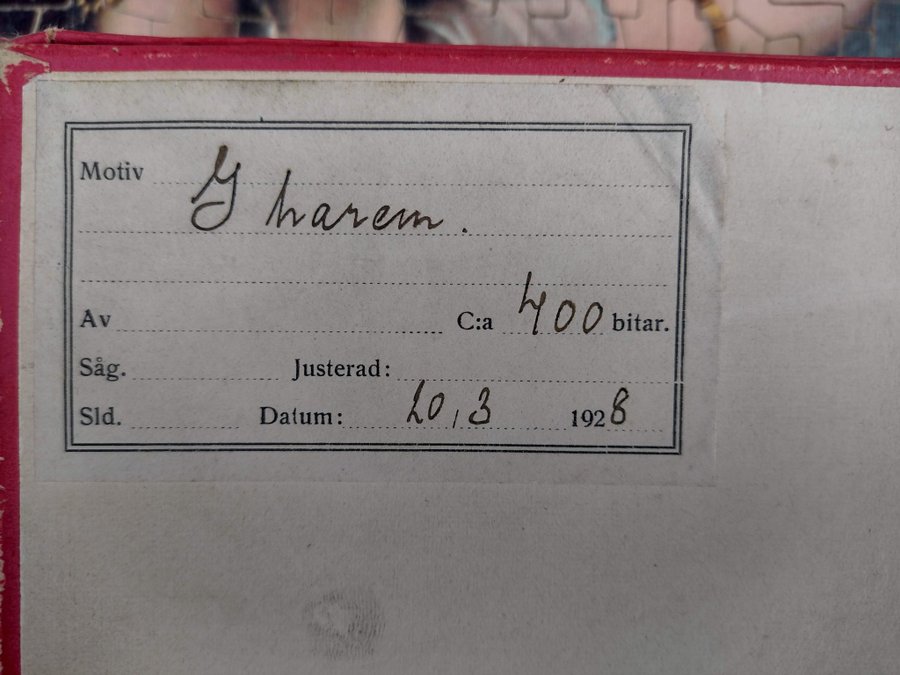 Motiv I harem.
Av C:a 400 bitar.
Såg. Justerad:
Sld. Datum: 20,3 1928